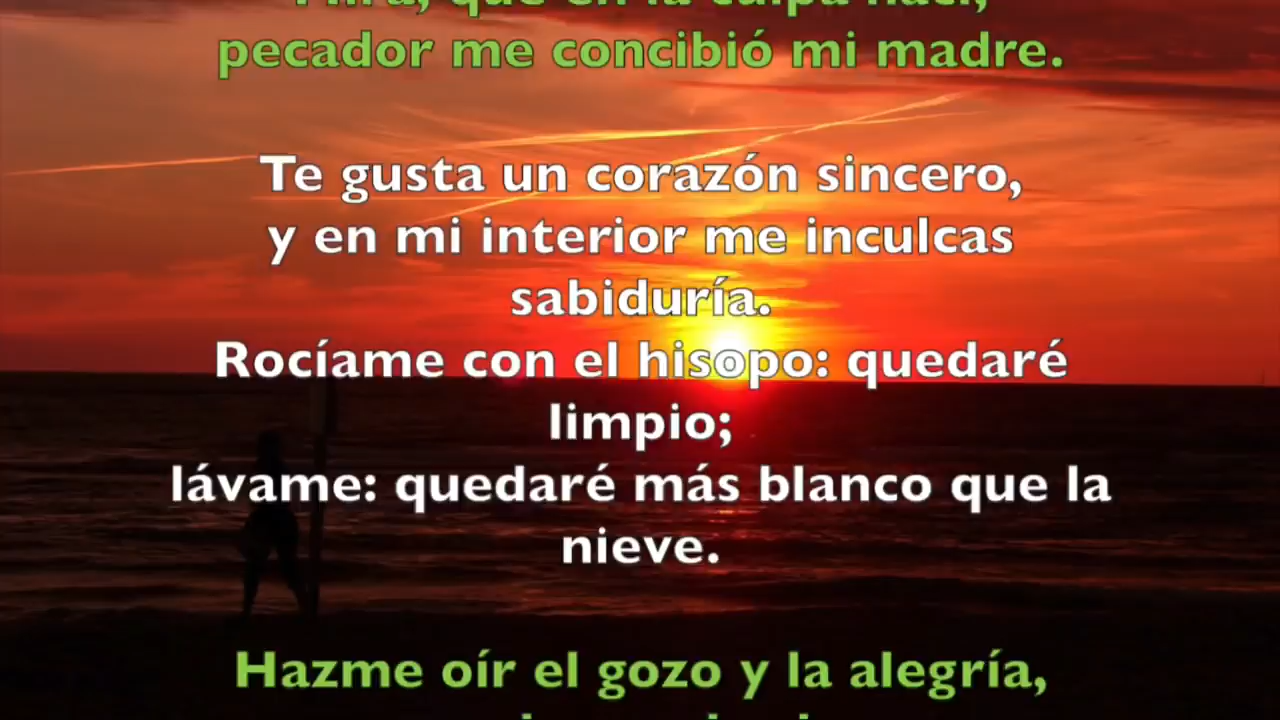 Mira, que en la culpa nací,
pecador me concibió mi madre.
Te gusta un corazón sincero,
y en mi interior me inculcas
sabiduría.
Rocíame con el hisopo: quedaré
limpio;
lávame: quedaré más blanco que la
nieve.
Hazme oír el gozo y la alegría,